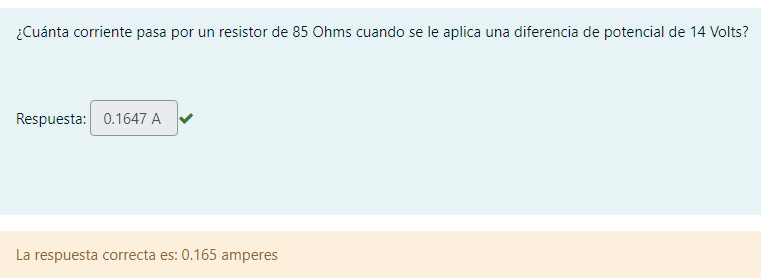 ¿Cuánta corriente pasa por un resistor de 85 Ohms cuando se le aplica una diferencia de potencial de 14 Volts?
Respuesta: 0.1647 A
La respuesta correcta es: 0.165 amperes